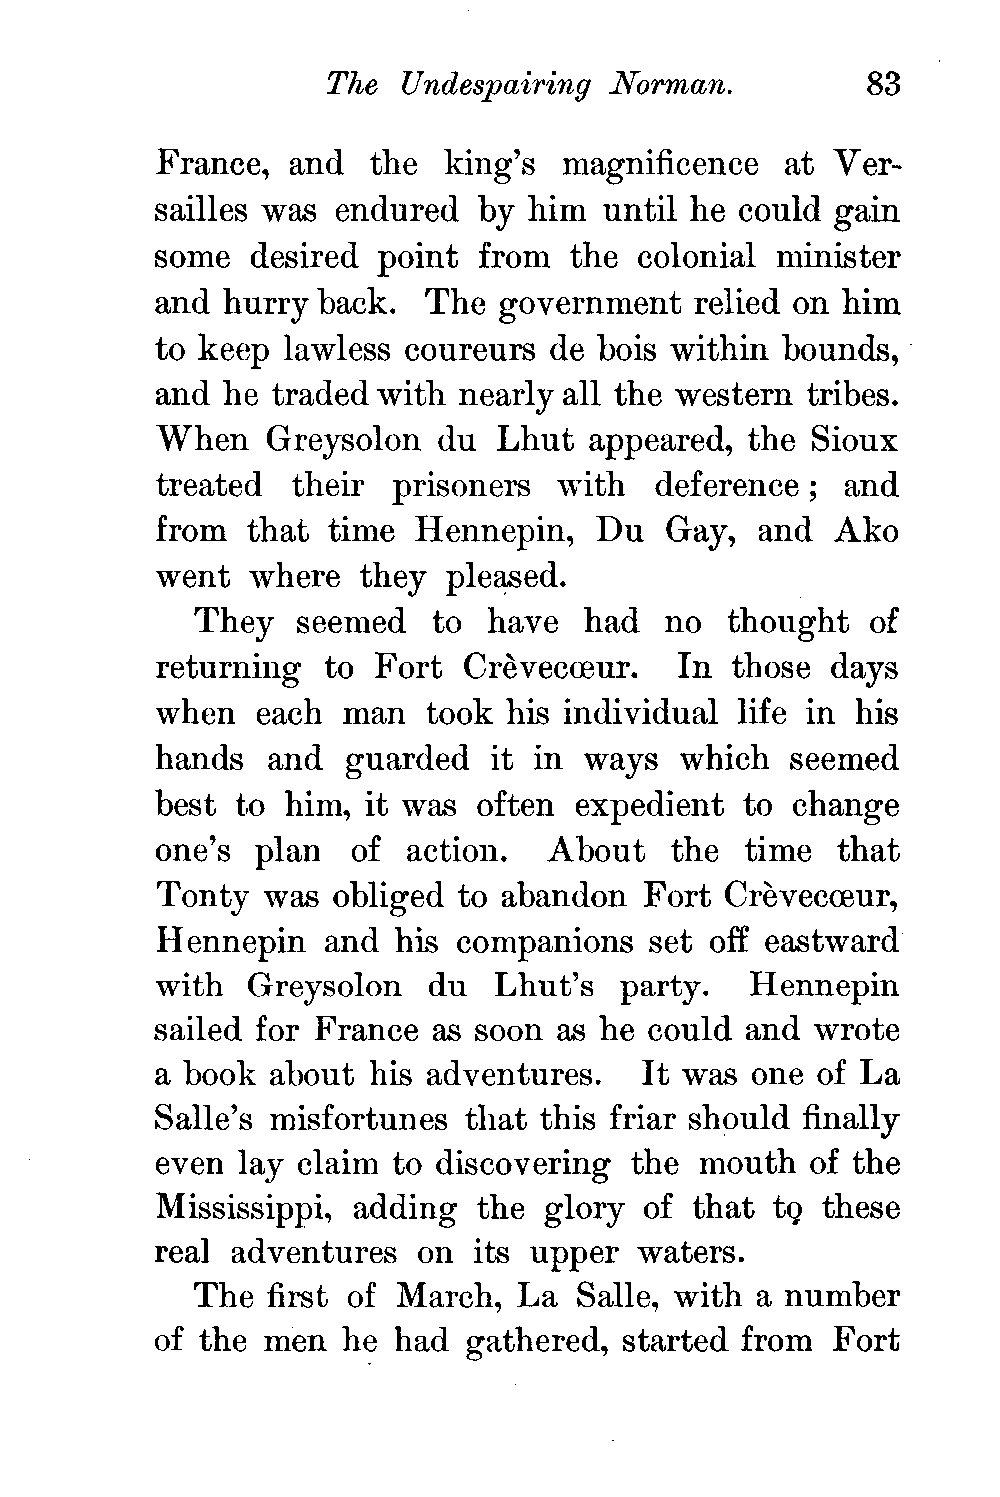 The Undespairing Norman. 83
France, and the king's magnificence at Ver-
sailles was endured by him until he could gain
some desired point from the colonial minister
and hurry back. The government relied on him
to keep lawless coureurs de bois within bounds,
and he traded with nearly all the western tribes.
When Greysolon du Lhut appeared, the Sioux
treated their prisoners with deference; and
from that time Hennepin, Du Gay, and Ako
went where they pleased.
They seemed to have had no thought of
returning to Fort Crèvecœur. In those days
when each man took his individual life in his
hands and guarded it in ways which seemed
best to him, it was often expedient to change
one's plan of action. About the time that
Tonty was obliged to abandon Fort Crèvecœur,
Hennepin and his companions set off eastward
with Greysolon du Lhut's party. Hennepin
sailed for France as soon as he could and wrote
a book about his adventures. It was one of La
Salle's misfortunes that this friar should finally
even lay claim to discovering the mouth of the
Mississippi, adding the glory of that to these
real adventures on its upper waters.
The first of March, La Salle, with a number
of the men he had gathered, started from Fort